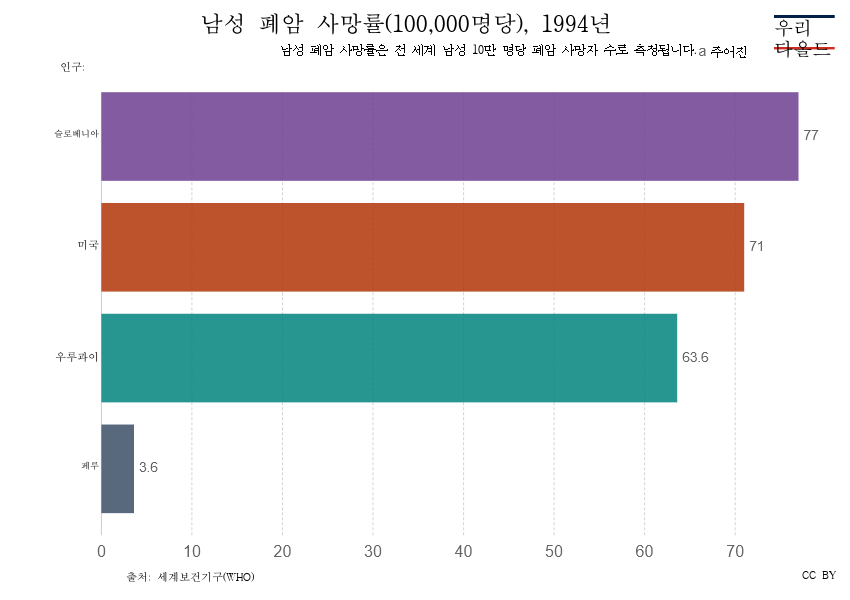 남성 폐암 사망률(100,000명당), 1994년
남성 폐암 사망률은 전 세계 남성 10만 명당 폐암 사망자 수로 측정됩니다.a 주어진
인구:
우리
다울드
슬로베니아
77
미국
71
우루과이
63.6
페루
3.6
0 10 20 30 40 50 60 70
출처: 세계보건기구(WHO)
CC BY